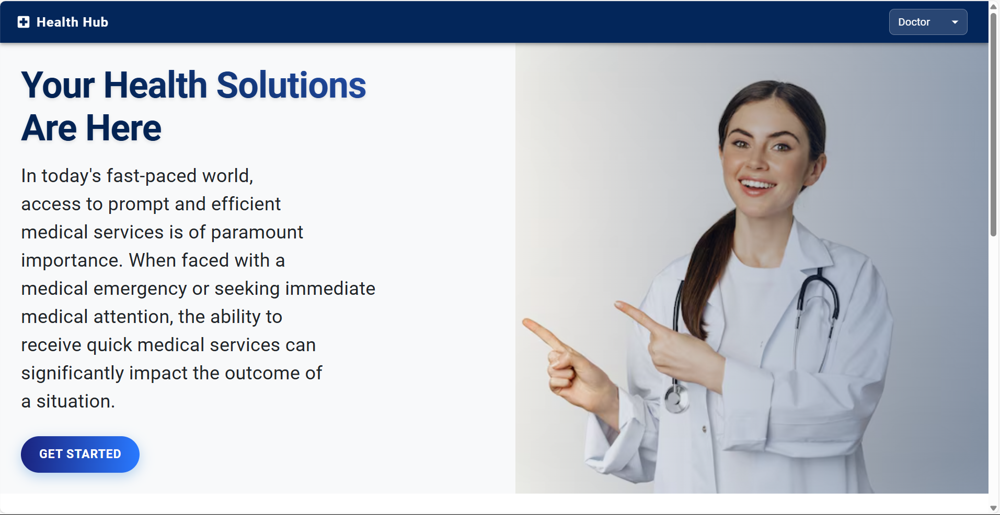 Health Hub
Doctor
Your Health Solutions
Are Here
In today's fast-paced world,
access to prompt and efficient
medical services is of paramount
importance. When faced with a
medical emergency or seeking immediate
medical attention, the ability to
receive quick medical services can
significantly impact the outcome of
a situation.
GET STARTED